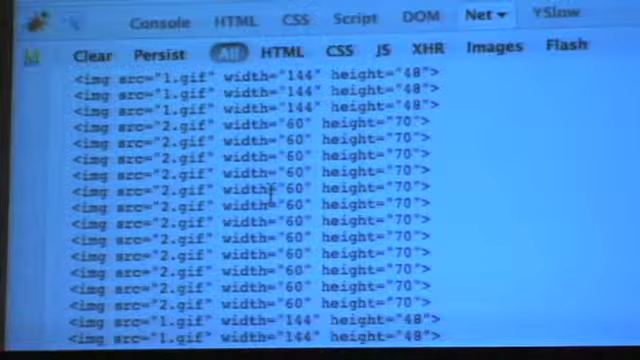 Console HTML CSS Script DOM Net YSlow
Clear Persist All HTML CSS JS XHR Images Flash
<img src="1.gif" width="144" height="48">
<img src="1.gif" width="144" height="48">
<img src="1.gif" width="144" height="48">
<img src="2.gif" width="60" height="70">
<img src="2.gif" width="60" height="70">
<img src="2.gif" width="60" height="70">
<img src="2.gif" width="60" height="70">
<img src="2.gif" width="60" height="70">
<img src="2.gif" width="60" height="70">
<img src="2.gif" width="60" height="70">
<img src="2.gif" width="60" height="70">
<img src="2.gif" width="60" height="70">
<img src="2.gif" width="60" height="70">
<img src="2.gif" width="60" height="70">
<img src="2.gif" width="60" height="70">
<img src="1.gif" width="144" height="48">
<img src="1.gif" width="144" height="48">